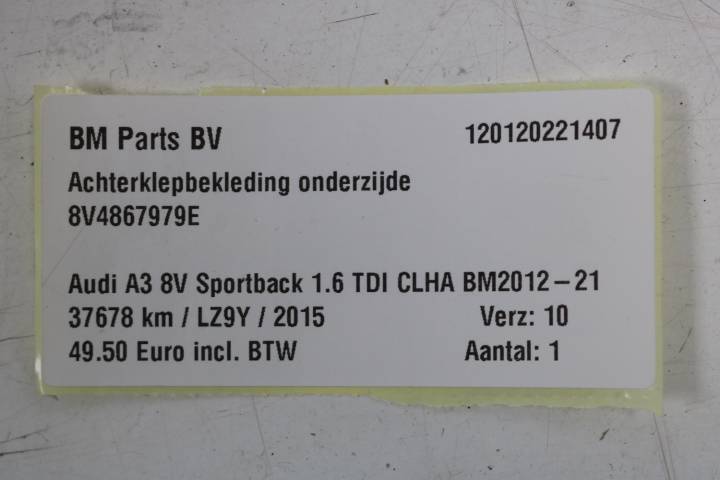 BM Parts BV 120120221407
Achterklepbekleding onderzijde
8V4867979E
Audi A3 8V Sportback 1.6 TDI CLHA BM2012-21
37678 km / LZ9Y / 2015 Verz: 10
49.50 Euro incl. BTW Aantal: 1